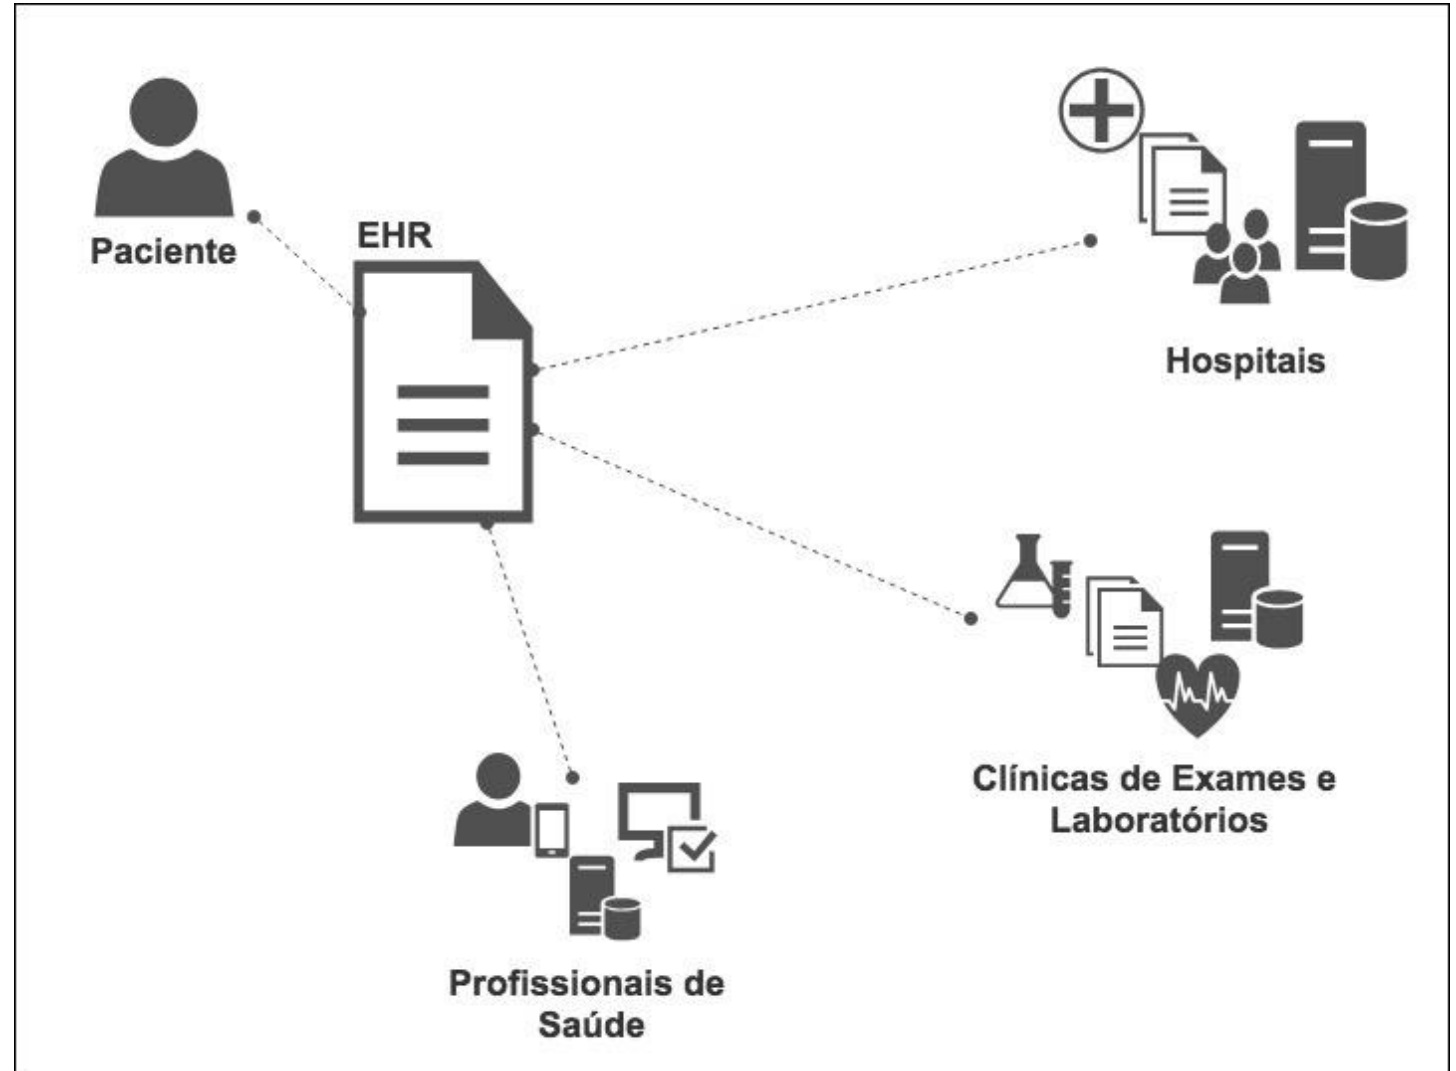 Paciente
EHR
Hospitais
Clínicas de Exames e
Laboratórios
Profissionais de
Saúde